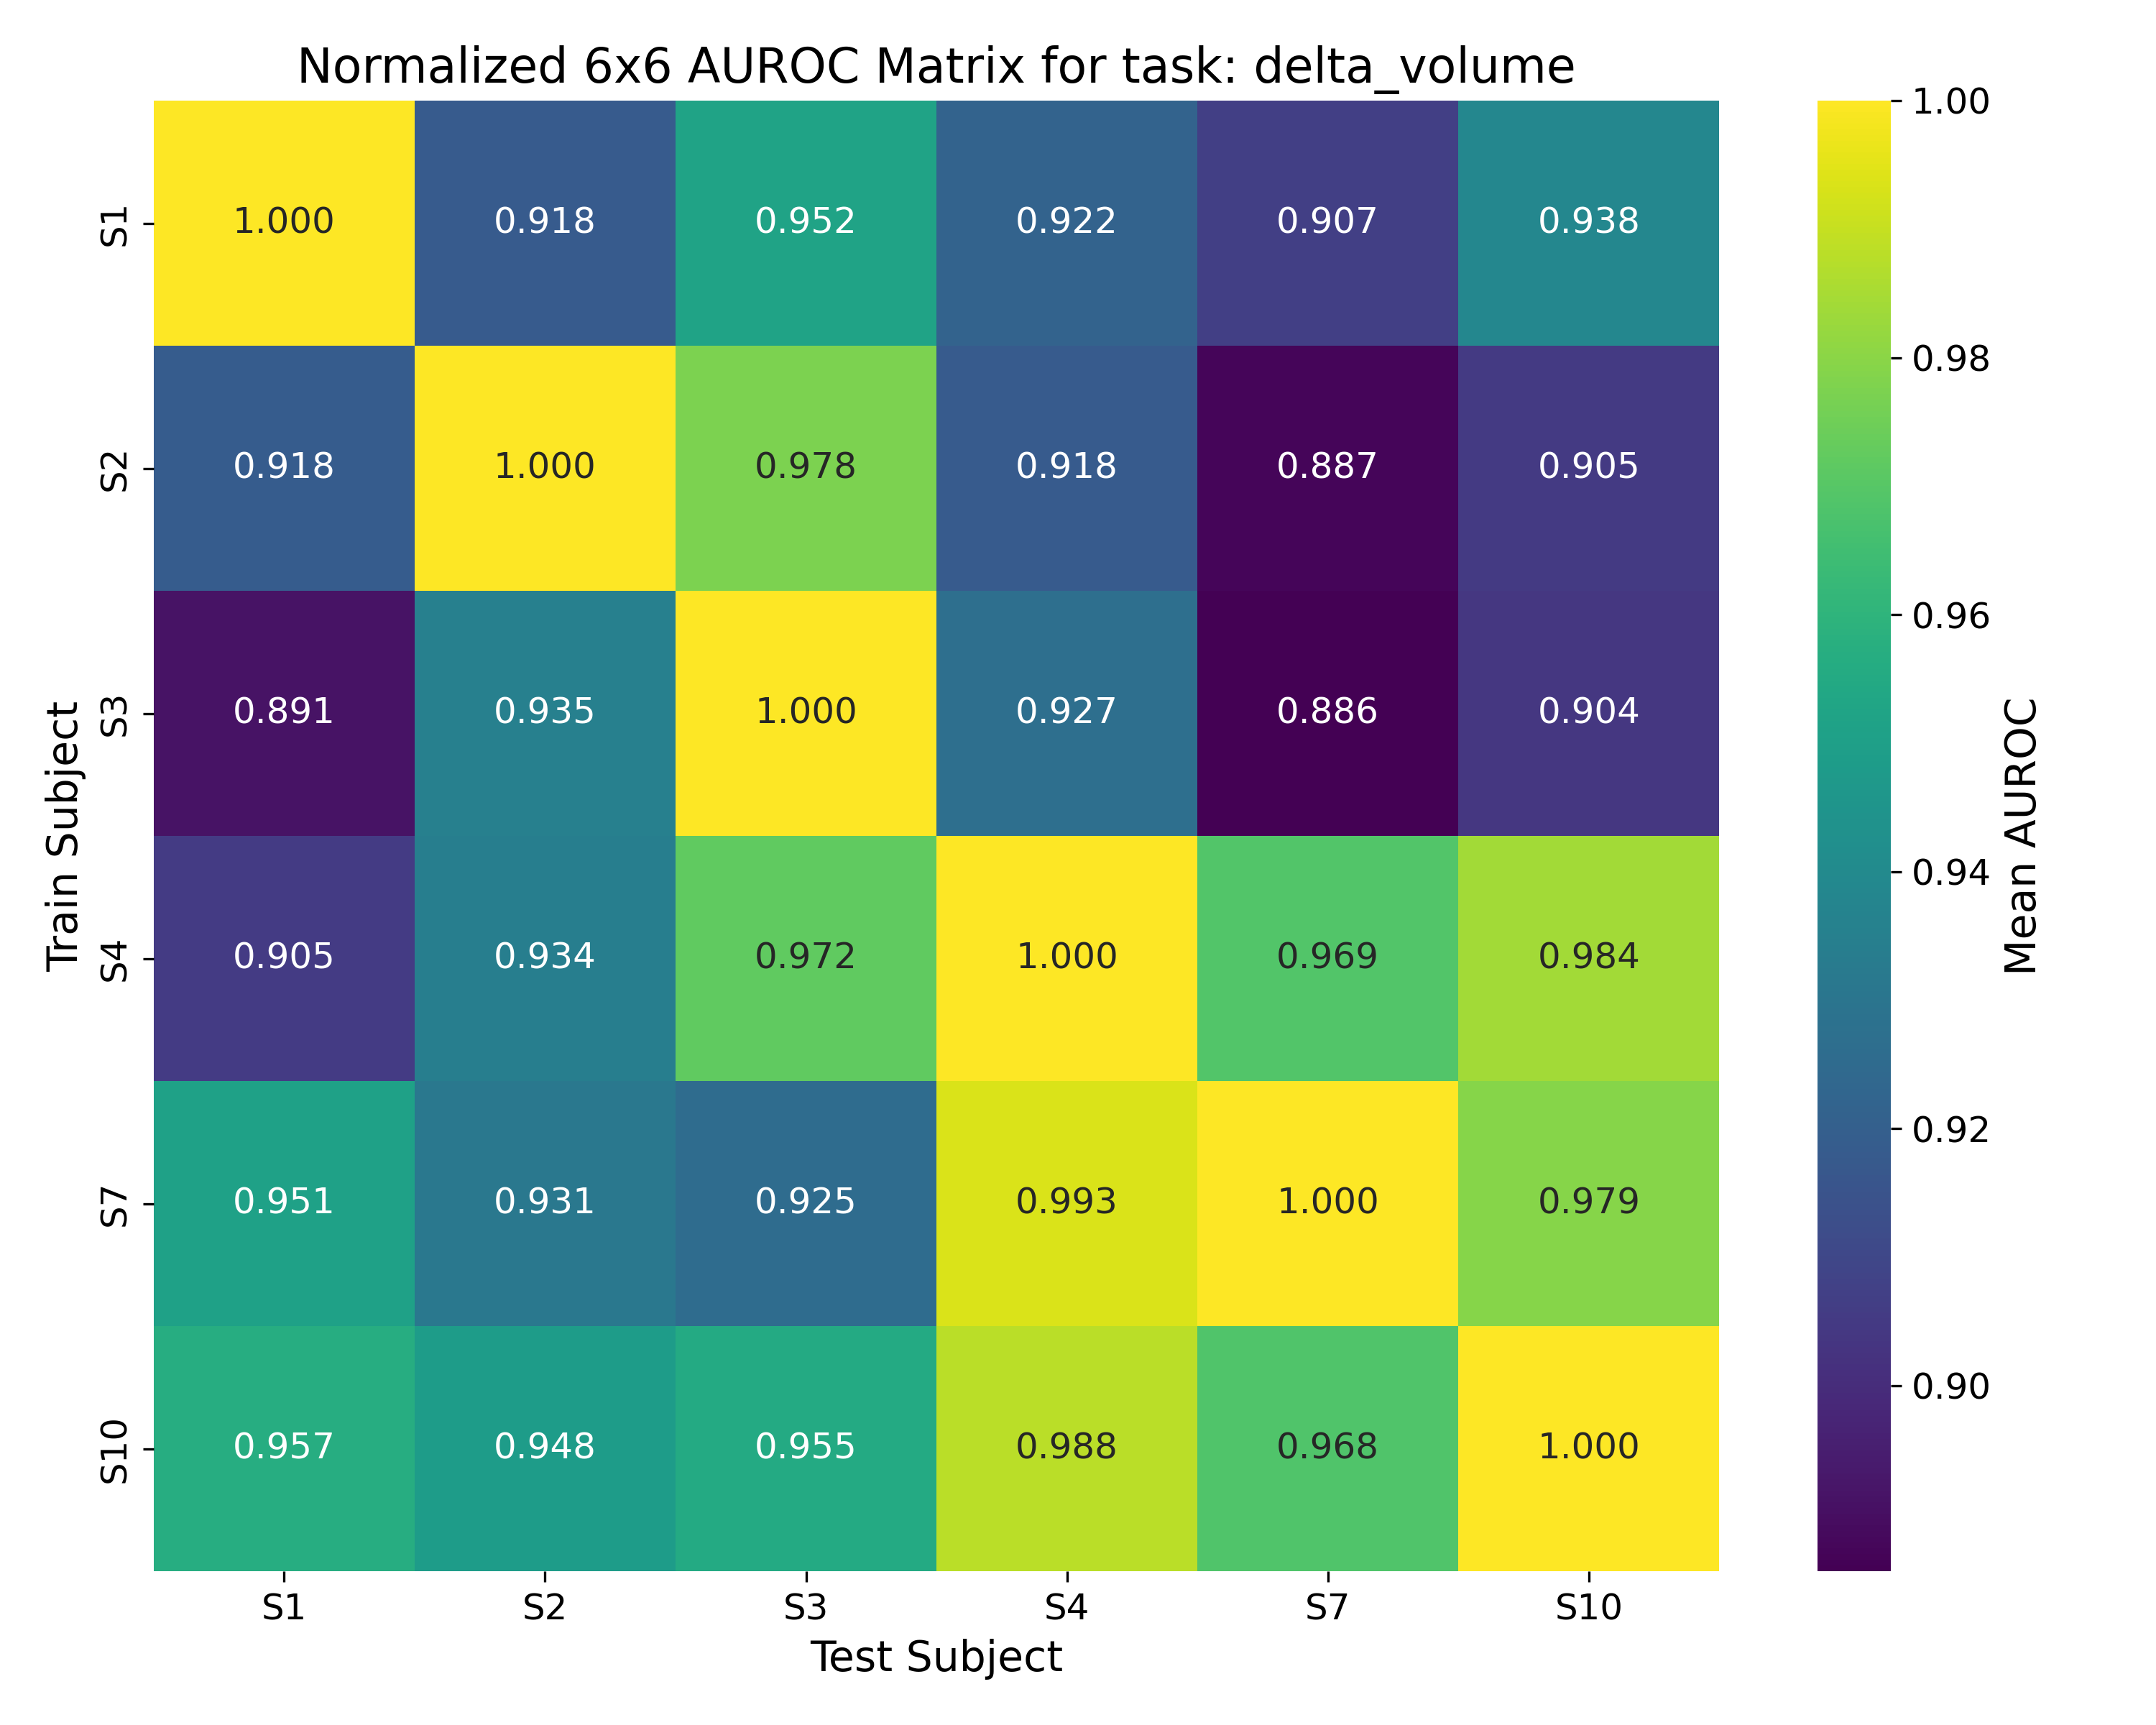 Normalized 6x6 AUROC Matrix for task: delta_volume
Train Subject
S1
1.000 0.918 0.952 0.922 0.907 0.938
S2
0.918 1.000 0.978 0.918 0.887 0.905
S3
0.891 0.935 1.000 0.927 0.886 0.904
S4
0.905 0.934 0.972 1.000 0.969 0.984
S7
0.951 0.931 0.925 0.993 1.000 0.979
S10
0.957 0.948 0.955 0.988 0.968 1.000
S1 S2 S3 S4 S7 S10
Test Subject
1.00
0.98
0.96
0.94
0.92
0.90
Mean AUROC